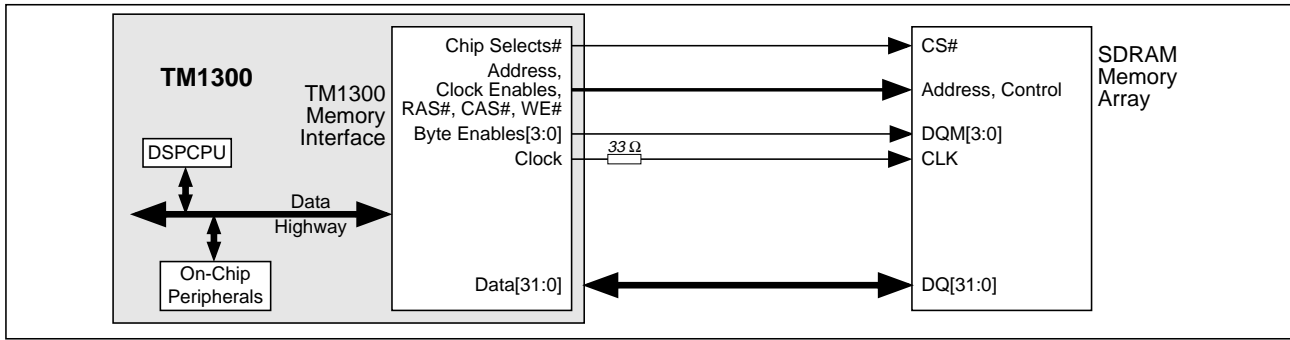 TM1300
TM1300
Memory
Interface
DSPCPU
Data
Highway
On-Chip
Peripherals
Chip Selects#
Address,
Clock Enables,
RAS#, CAS#, WE#
Byte Enables[3:0]
Clock
Data[31:0]
33 Ω
CS#
Address, Control
DQM[3:0]
CLK
DQ[31:0]
SDRAM
Memory
Array